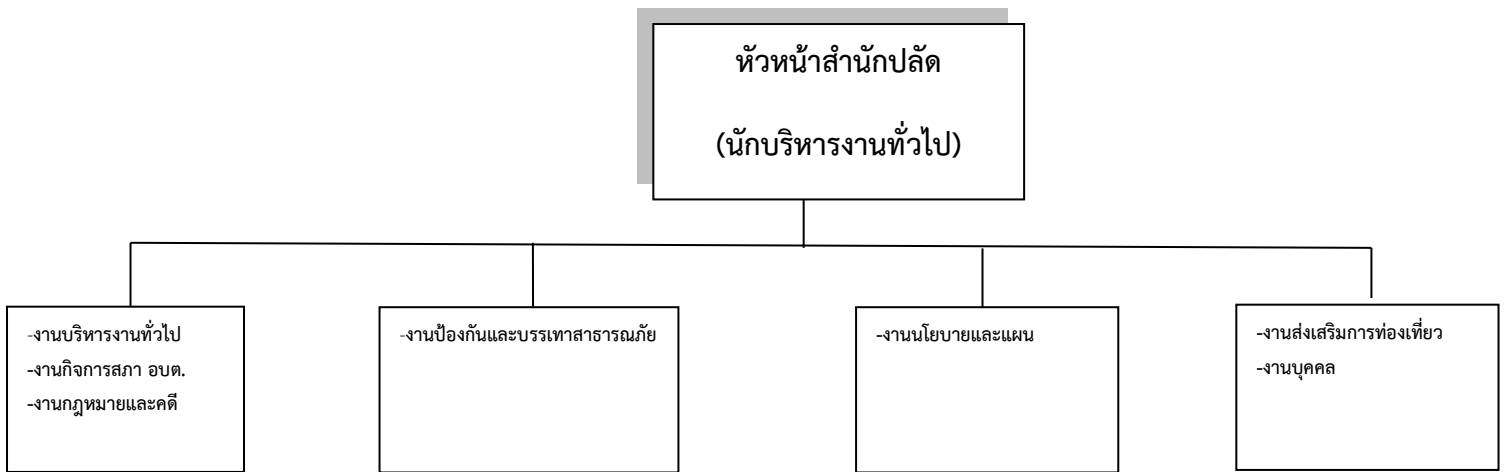 หัวหน้าสำนักปลัด
(นักบริหารงานทั่วไป)
-งานบริหารงานทั่วไป
-งานกิจการสภา อบต.
-งานกฎหมายและคดี
-งานป้องกันและบรรเทาสาธารณภัย
-งานนโยบายและแผน
-งานส่งเสริมการท่องเที่ยว
-งานบุคคล